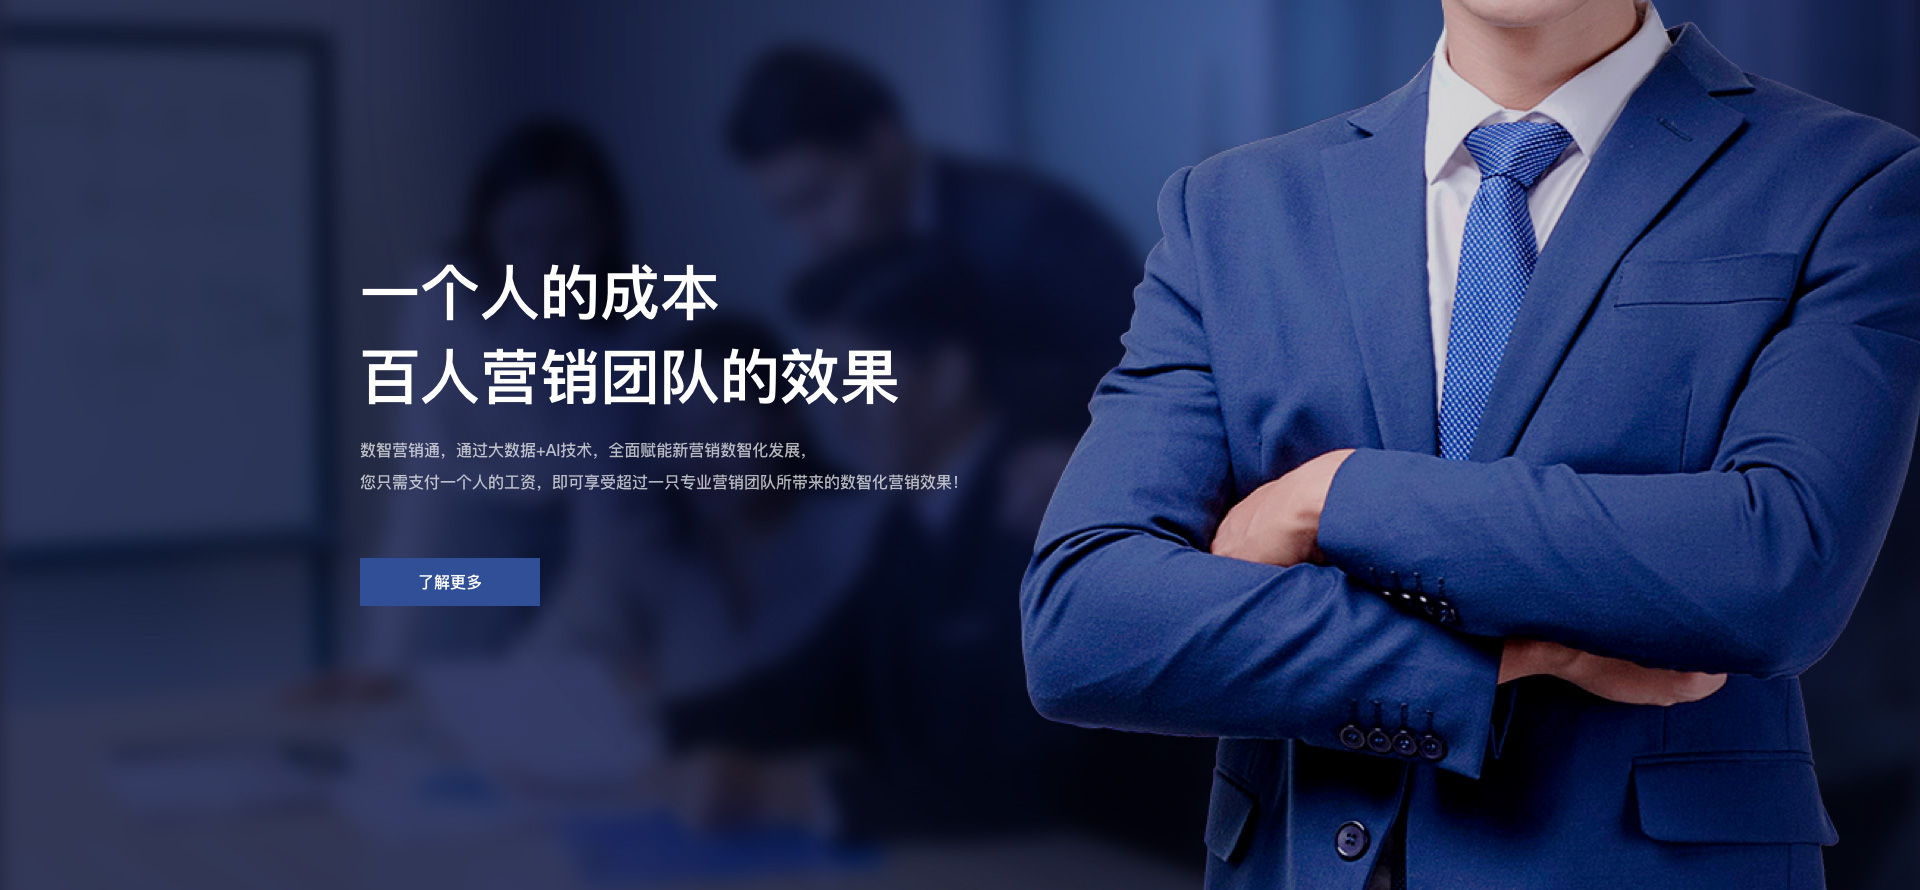 一个人的成本
百人营销团队的效果
数智营销通，通过大数据+AI技术，全面赋能新营销数智化发展，
您只需支付一个人的工资，即可享受超过一只专业营销团队所带来的数智化营销效果！
了解更多